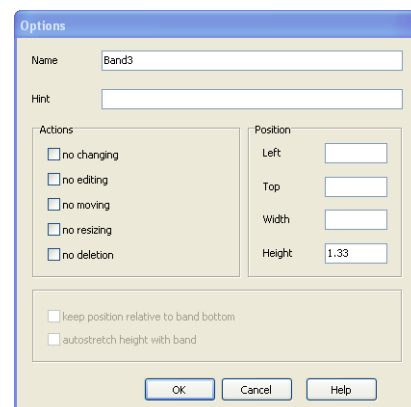 Options
Name Band3
Hint
Actions
no changing
no editing
no moving
no resizing
no deletion
Position
Left
Top
Width
Height 1.33
keep position relative to band bottom
autostretch height with band
OK Cancel Help